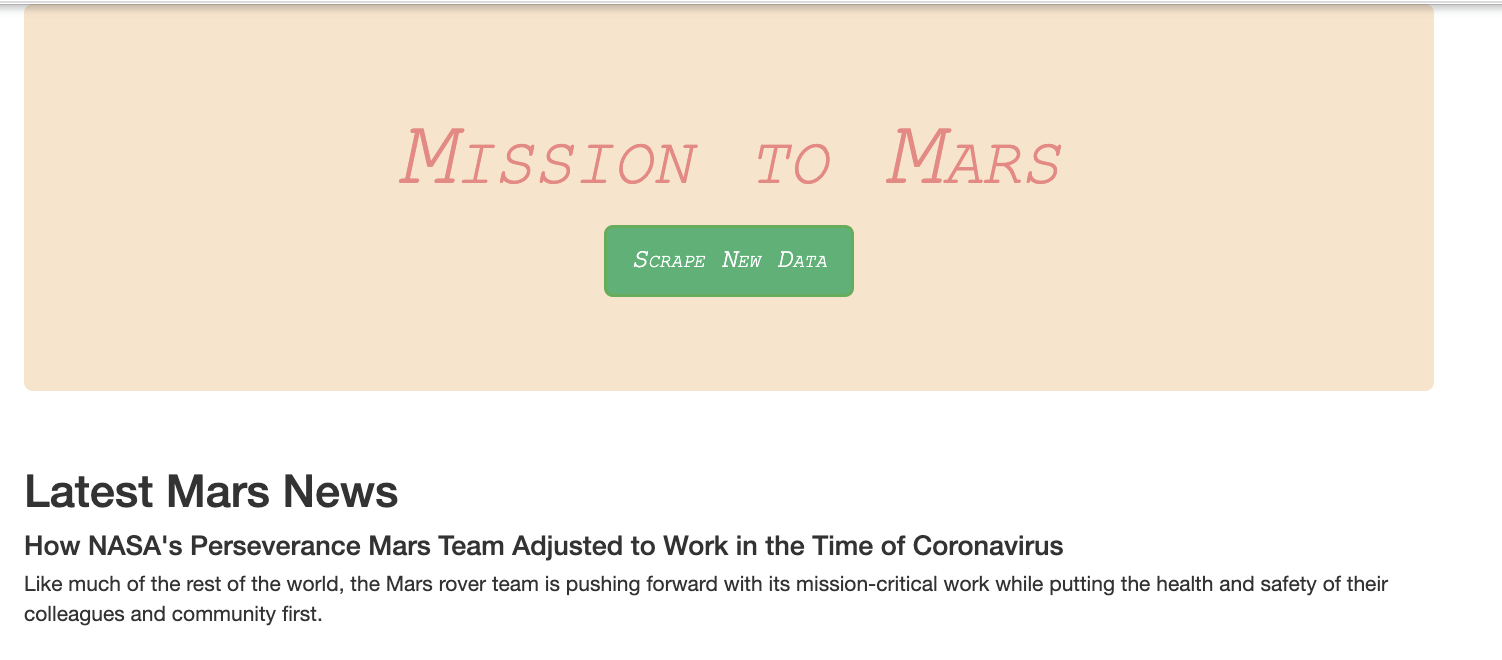 Mission to Mars
Scrape New Data
Latest Mars News
How NASA's Perseverance Mars Team Adjusted to Work in the Time of Coronavirus
Like much of the rest of the world, the Mars rover team is pushing forward with its mission-critical work while putting the health and safety of their
colleagues and community first.